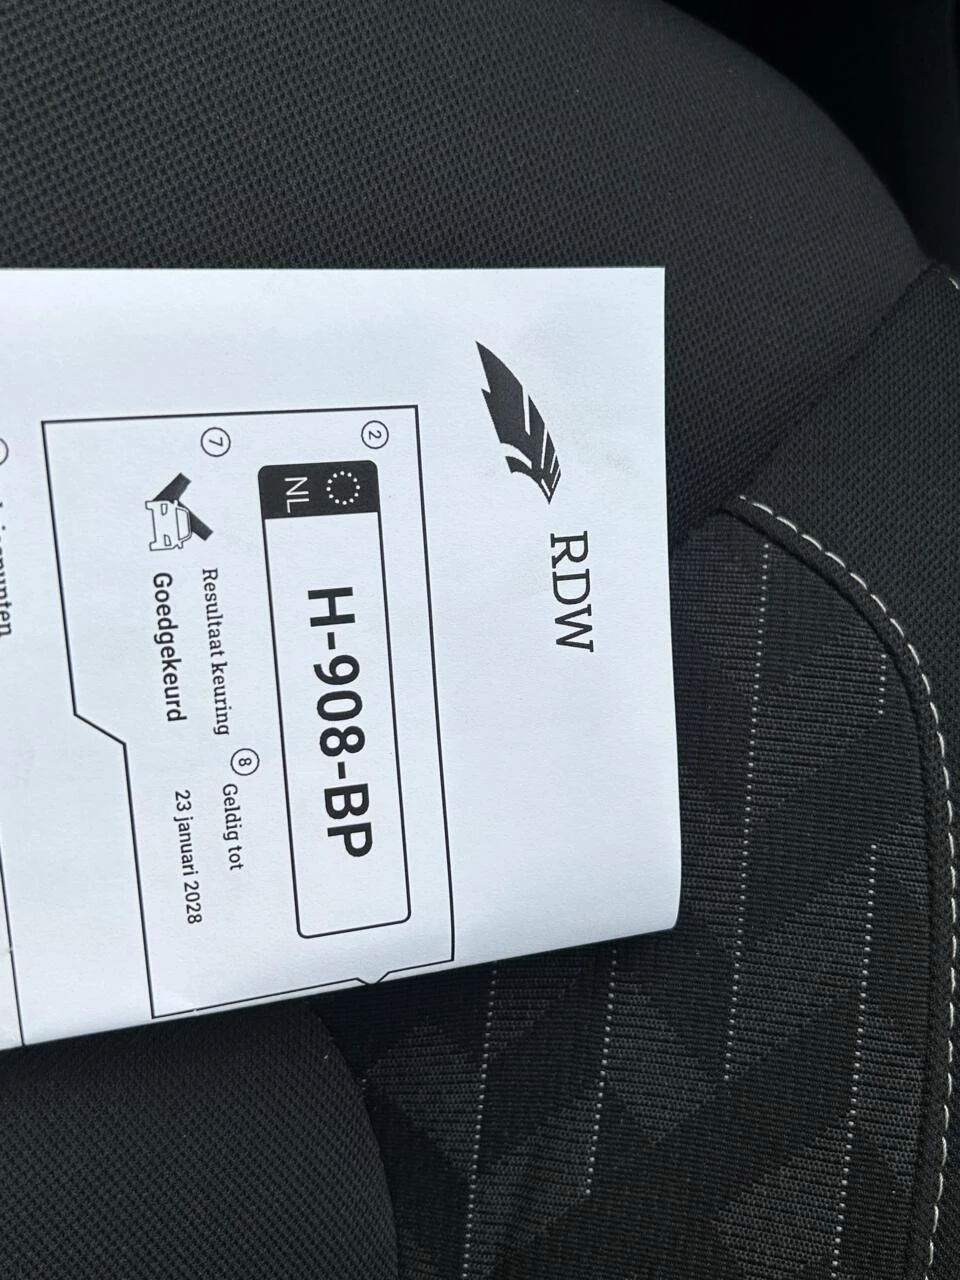 RDW
2
NL
H-908-BP
7
Resultaat keuring
Goedgekeurd
8
Geldig tot
23 januari 2028